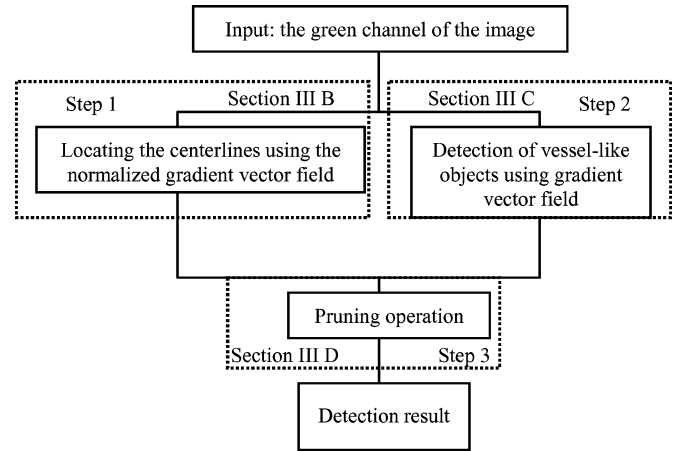 Input: the green channel of the image
Step 1
Section III B
Section III C
Step 2
Locating the centerlines using the
normalized gradient vector field
Detection of vessel-like
objects using gradient
vector field
Pruning operation
Section III D
Step 3
Detection result